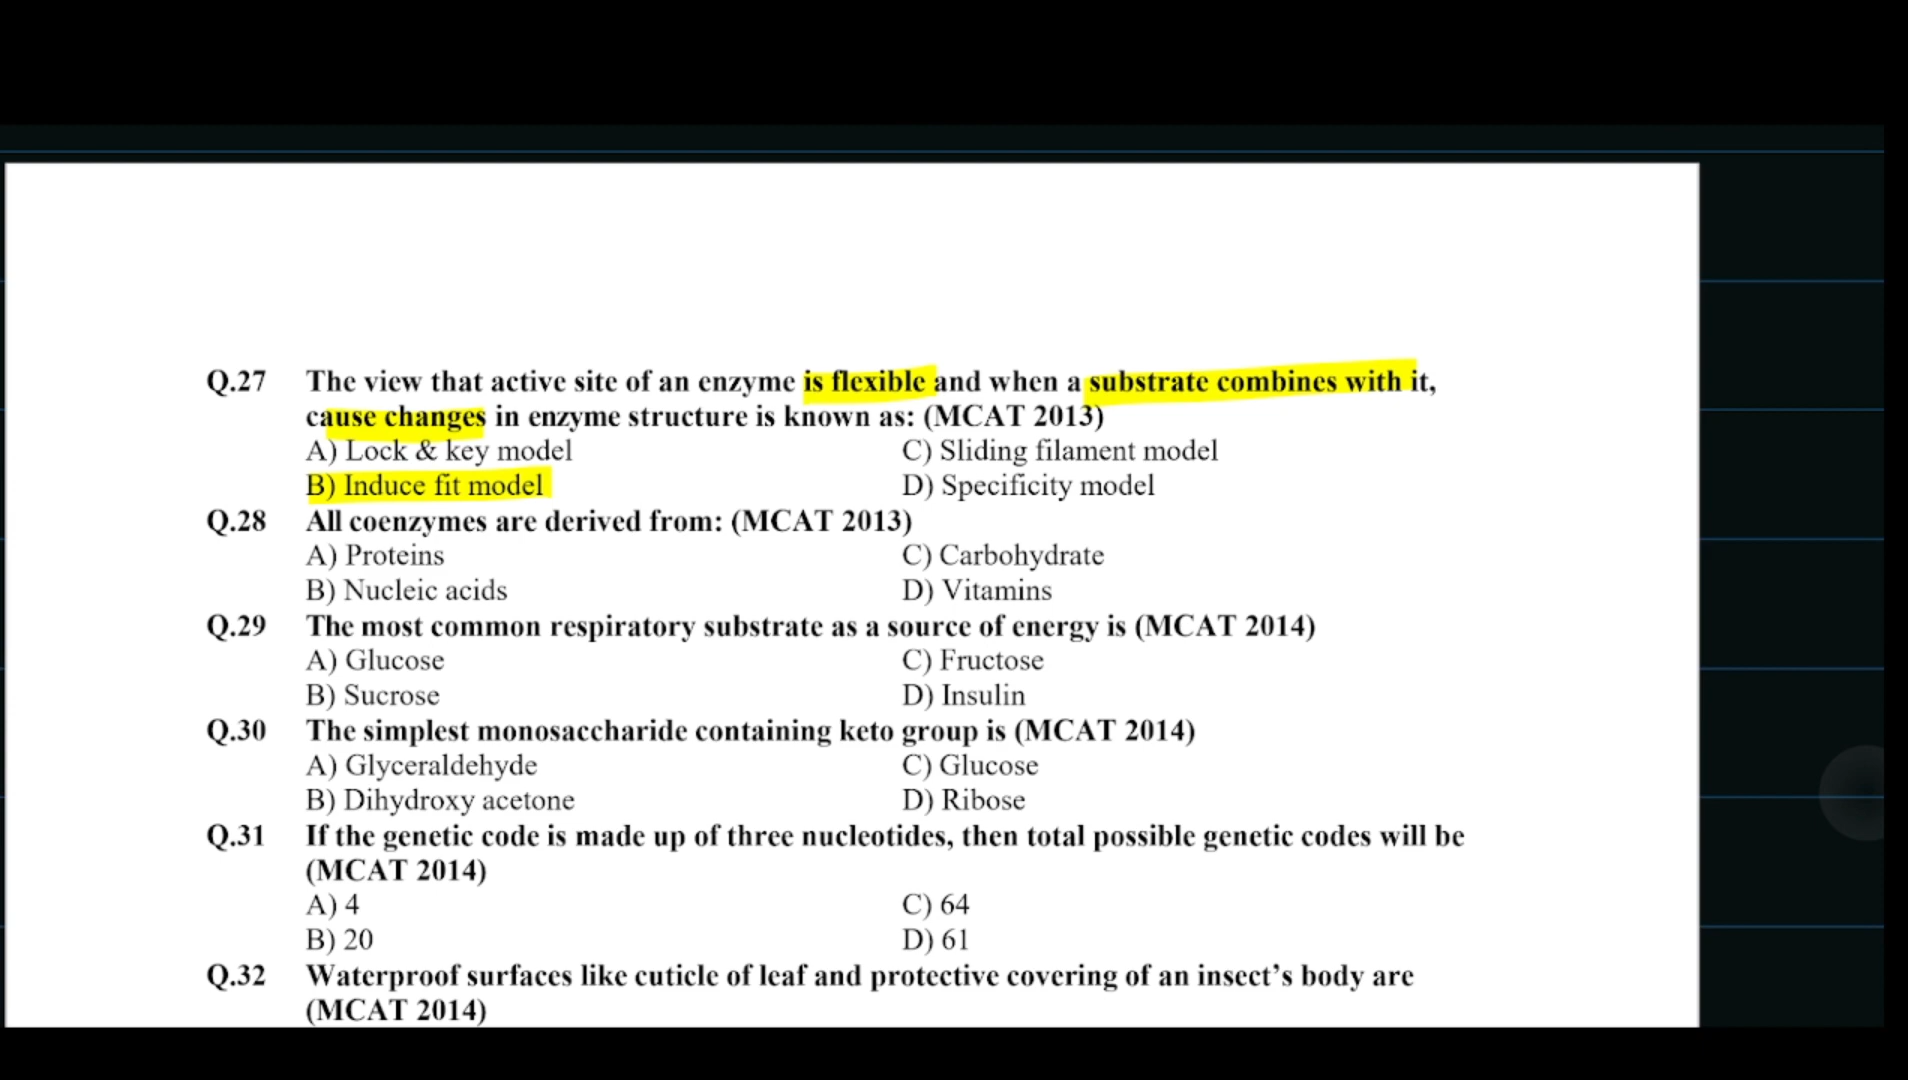 Q.27 The view that active site of an enzyme is flexible and when a substrate combines with it,
cause changes in enzyme structure is known as: (MCAT 2013)
A) Lock & key model C) Sliding filament model
B) Induce fit model D) Specificity model
Q.28 All coenzymes are derived from: (MCAT 2013)
A) Proteins C) Carbohydrate
B) Nucleic acids D) Vitamins
Q.29 The most common respiratory substrate as a source of energy is (MCAT 2014)
A) Glucose C) Fructose
B) Sucrose D) Insulin
Q.30 The simplest monosaccharide containing keto group is (MCAT 2014)
A) Glyceraldehyde C) Glucose
B) Dihydroxy acetone D) Ribose
Q.31 If the genetic code is made up of three nucleotides, then total possible genetic codes will be
(MCAT 2014)
A) 4 C) 64
B) 20 D) 61
Q.32 Waterproof surfaces like cuticle of leaf and protective covering of an insect's body are
(MCAT 2014)